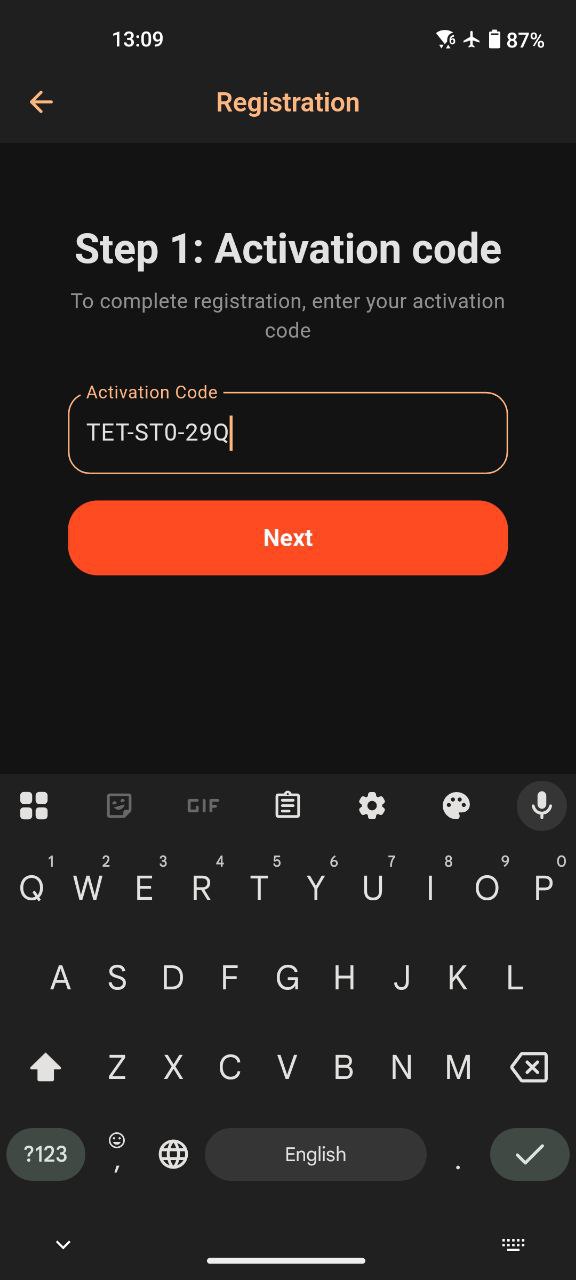 13:09
6
87%
Registration
Step 1: Activation code
To complete registration, enter your activation
code
Activation Code
TET-ST0-29Q
Next
GIF
1 2 3 4 5 6 7 8 9 0
Q W E R T Y U I O P
A S D F G H J K L
Z X C V B N M
?123 , English .